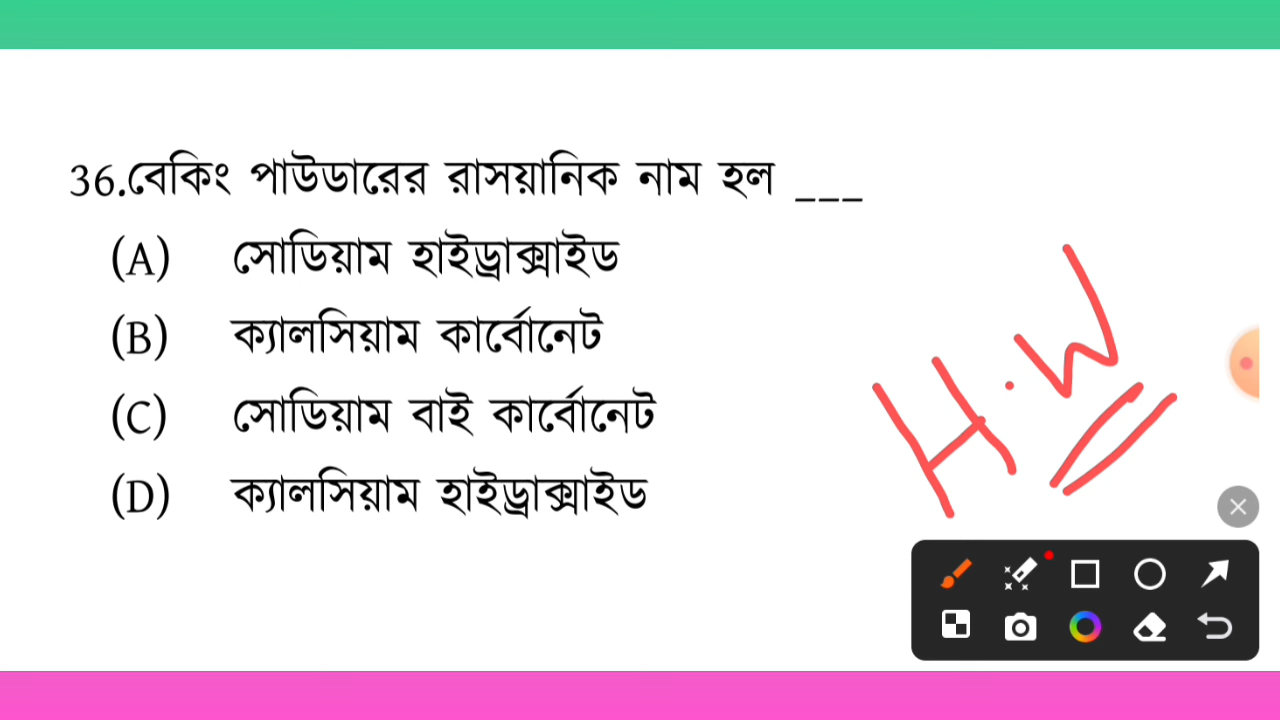 36.বেকিং পাউডারের রাসয়ানিক নাম হল ___
(A) সোডিয়াম হাইড্রাক্সাইড
(B) ক্যালসিয়াম কার্বোনেট
(C) সোডিয়াম বাই কার্বোনেট
(D) ক্যালসিয়াম হাইড্রাক্সাইড
H.W